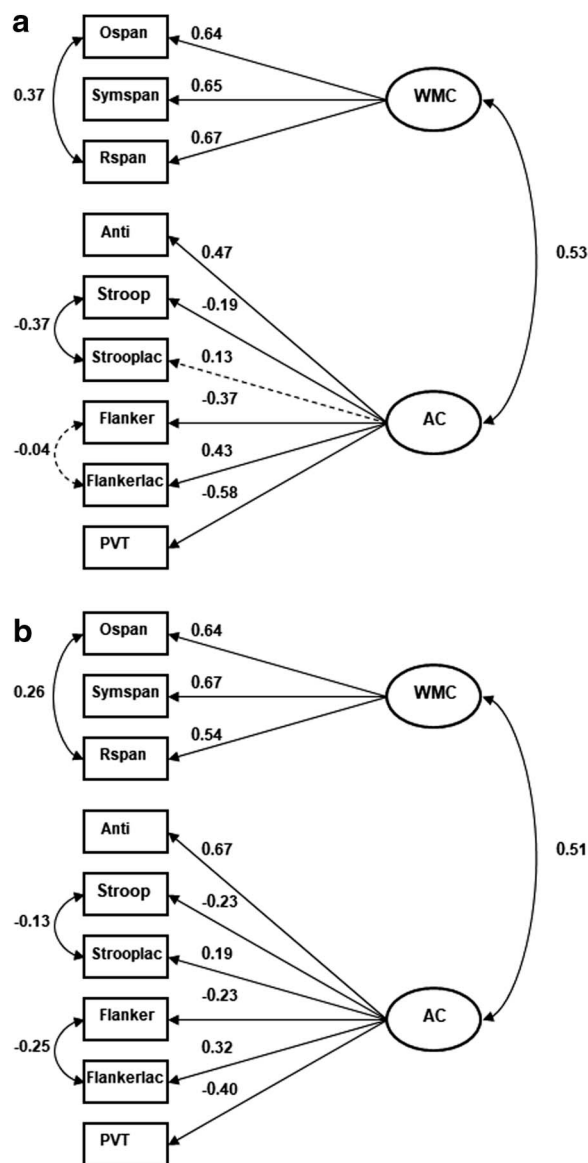 a
Ospan
0.64
0.37
Symspan
0.65
WMC
Rspan
0.67
Anti
0.47
0.53
Stroop
-0.19
-0.37
Strooplac
0.13
Flanker
-0.37
AC
-0.04
Flankerlac
0.43
PVT
-0.58
b
Ospan
0.64
0.26
Symspan
0.67
WMC
Rspan
0.54
Anti
0.67
0.51
Stroop
-0.23
-0.13
Strooplac
0.19
Flanker
-0.23
AC
-0.25
Flankerlac
0.32
PVT
-0.40